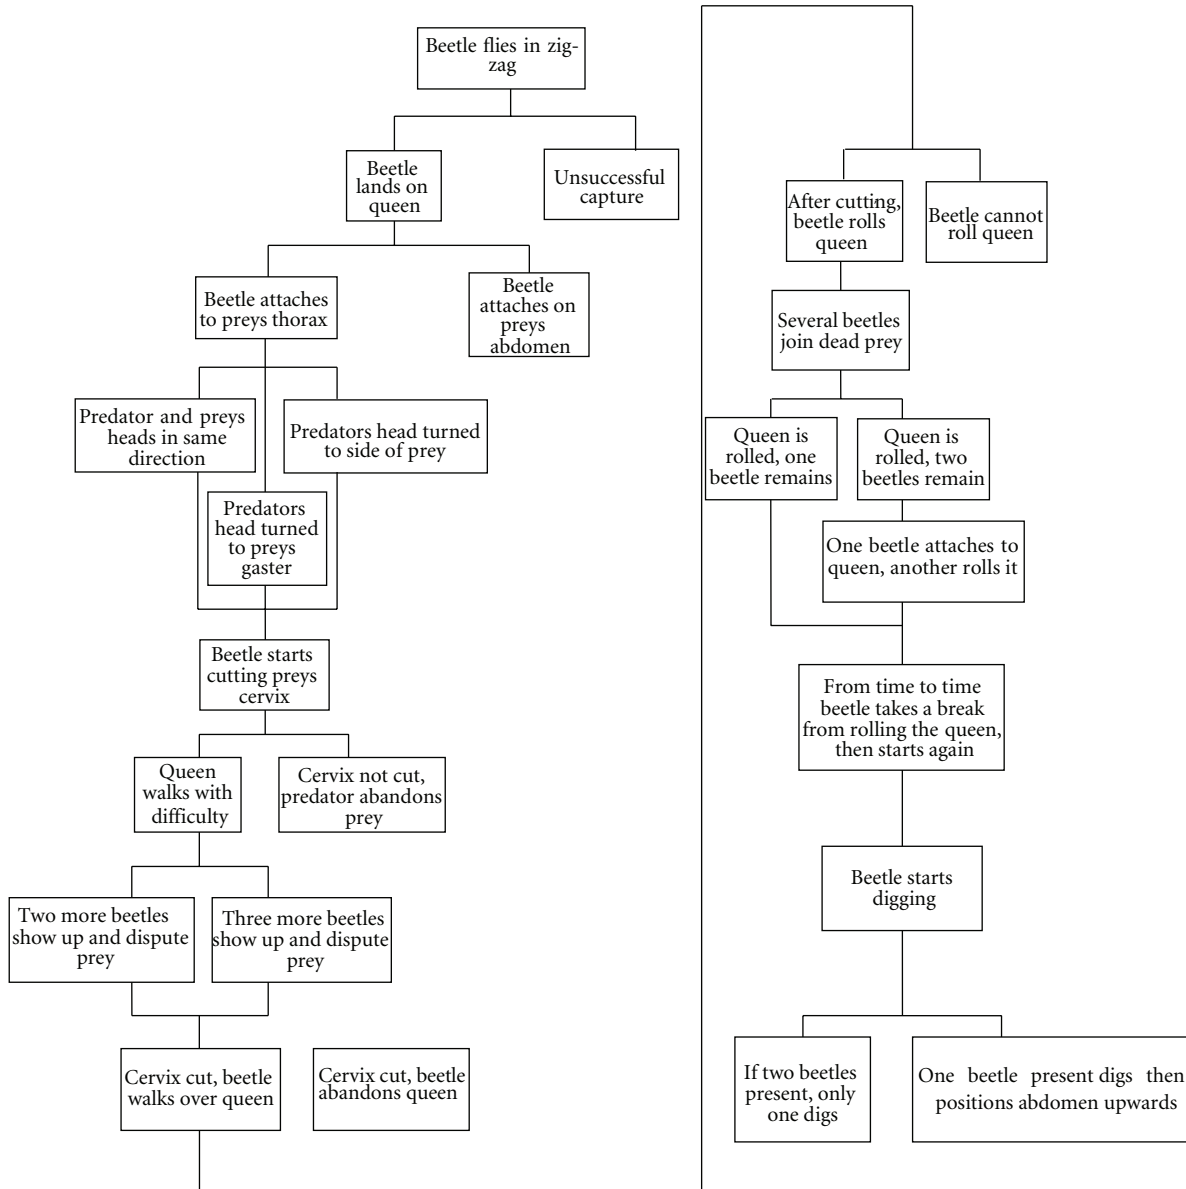 Beetle flies in zig-
zag
Beetle
lands on
queen
Unsuccessful
capture
Beetle attaches
to preys thorax
Beetle
attaches on
preys
abdomen
Predator and preys
heads in same
direction
Predators head turned
to side of prey
Predators
head turned
to preys
gaster
Beetle starts
cutting preys
cervix
Queen
walks with
difficulty
Cervix not cut,
predator abandons
prey
Two more beetles
show up and dispute
prey
Three more beetles
show up and dispute
prey
Cervix cut, beetle
walks over queen
Cervix cut, beetle
abandons queen
After cutting,
beetle rolls
queen
Beetle cannot
roll queen
Several beetles
join dead prey
Queen is
rolled, one
beetle remains
Queen is
rolled, two
beetles remain
One beetle attaches to
queen, another rolls it
From time to time
beetle takes a break
from rolling the queen,
then starts again
Beetle starts
digging
If two beetles
present, only
one digs
One beetle present digs then
positions abdomen upwards